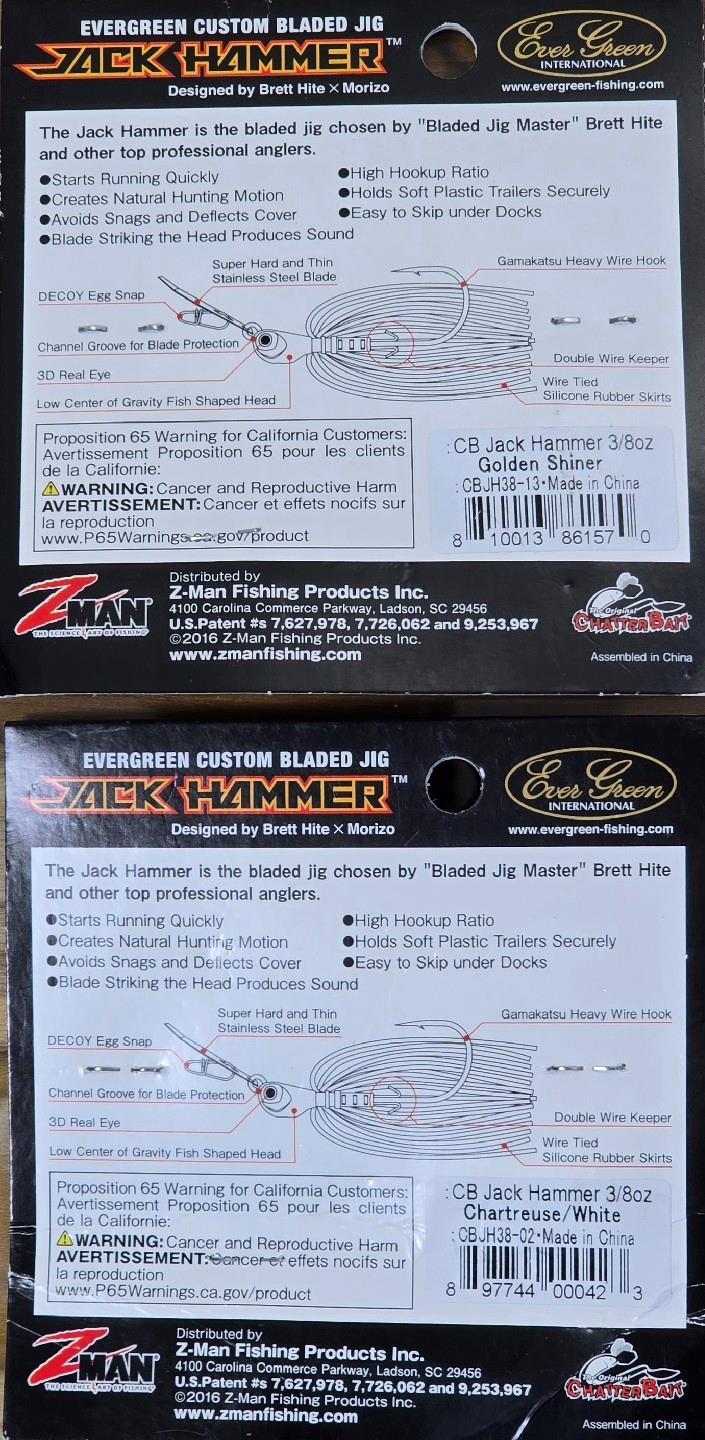 EVERGREEN CUSTOM BLADED JIG
JACK HAMMER™
Designed by Brett Hite × Morizo
Ever Green
INTERNATIONAL
www.evergreen-fishing.com
The Jack Hammer is the bladed jig chosen by "Bladed Jig Master" Brett Hite
and other top professional anglers.
●Starts Running Quickly
●Creates Natural Hunting Motion
●Avoids Snags and Deflects Cover
●Blade Striking the Head Produces Sound
●High Hookup Ratio
●Holds Soft Plastic Trailers Securely
●Easy to Skip under Docks
Super Hard and Thin
Stainless Steel Blade
Gamakatsu Heavy Wire Hook
DECOY Egg Snap
Channel Groove for Blade Protection
3D Real Eye
Low Center of Gravity Fish Shaped Head
Double Wire Keeper
Wire Tied
Silicone Rubber Skirts
Proposition 65 Warning for California Customers:
Avertissement Proposition 65 pour les clients
de la Californie:
⚠WARNING: Cancer and Reproductive Harm
AVERTISSEMENT: Cancer et effets nocifs sur
la reproduction
www.P65Warnings.ca.gov/product
:CB Jack Hammer 3/8oz
Golden Shiner
:CBJH38-13・Made in China
8 10013 86157 0
Z-MAN®
THE SCIENCE & ART OF FISHING®
Distributed by
Z-Man Fishing Products Inc.
4100 Carolina Commerce Parkway, Ladson, SC 29456
U.S.Patent #s 7,627,978, 7,726,062 and 9,253,967
©2016 Z-Man Fishing Products Inc.
www.zmanfishing.com
The Original
CHATTERBAIT
Assembled in China
EVERGREEN CUSTOM BLADED JIG
JACK HAMMER™
Designed by Brett Hite × Morizo
Ever Green
INTERNATIONAL
www.evergreen-fishing.com
The Jack Hammer is the bladed jig chosen by "Bladed Jig Master" Brett Hite
and other top professional anglers.
●Starts Running Quickly
●Creates Natural Hunting Motion
●Avoids Snags and Deflects Cover
●Blade Striking the Head Produces Sound
●High Hookup Ratio
●Holds Soft Plastic Trailers Securely
●Easy to Skip under Docks
Super Hard and Thin
Stainless Steel Blade
Gamakatsu Heavy Wire Hook
DECOY Egg Snap
Channel Groove for Blade Protection
3D Real Eye
Low Center of Gravity Fish Shaped Head
Double Wire Keeper
Wire Tied
Silicone Rubber Skirts
Proposition 65 Warning for California Customers:
Avertissement Proposition 65 pour les clients
de la Californie:
⚠WARNING: Cancer and Reproductive Harm
AVERTISSEMENT: Cancer et effets nocifs sur
la reproduction
www.P65Warnings.ca.gov/product
:CB Jack Hammer 3/8oz
Chartreuse/White
:CBJH38-02・Made in China
8 97744 00042 3
Z-MAN®
THE SCIENCE & ART OF FISHING®
Distributed by
Z-Man Fishing Products Inc.
4100 Carolina Commerce Parkway, Ladson, SC 29456
U.S.Patent #s 7,627,978, 7,726,062 and 9,253,967
©2016 Z-Man Fishing Products Inc.
www.zmanfishing.com
The Original
CHATTERBAIT
Assembled in China